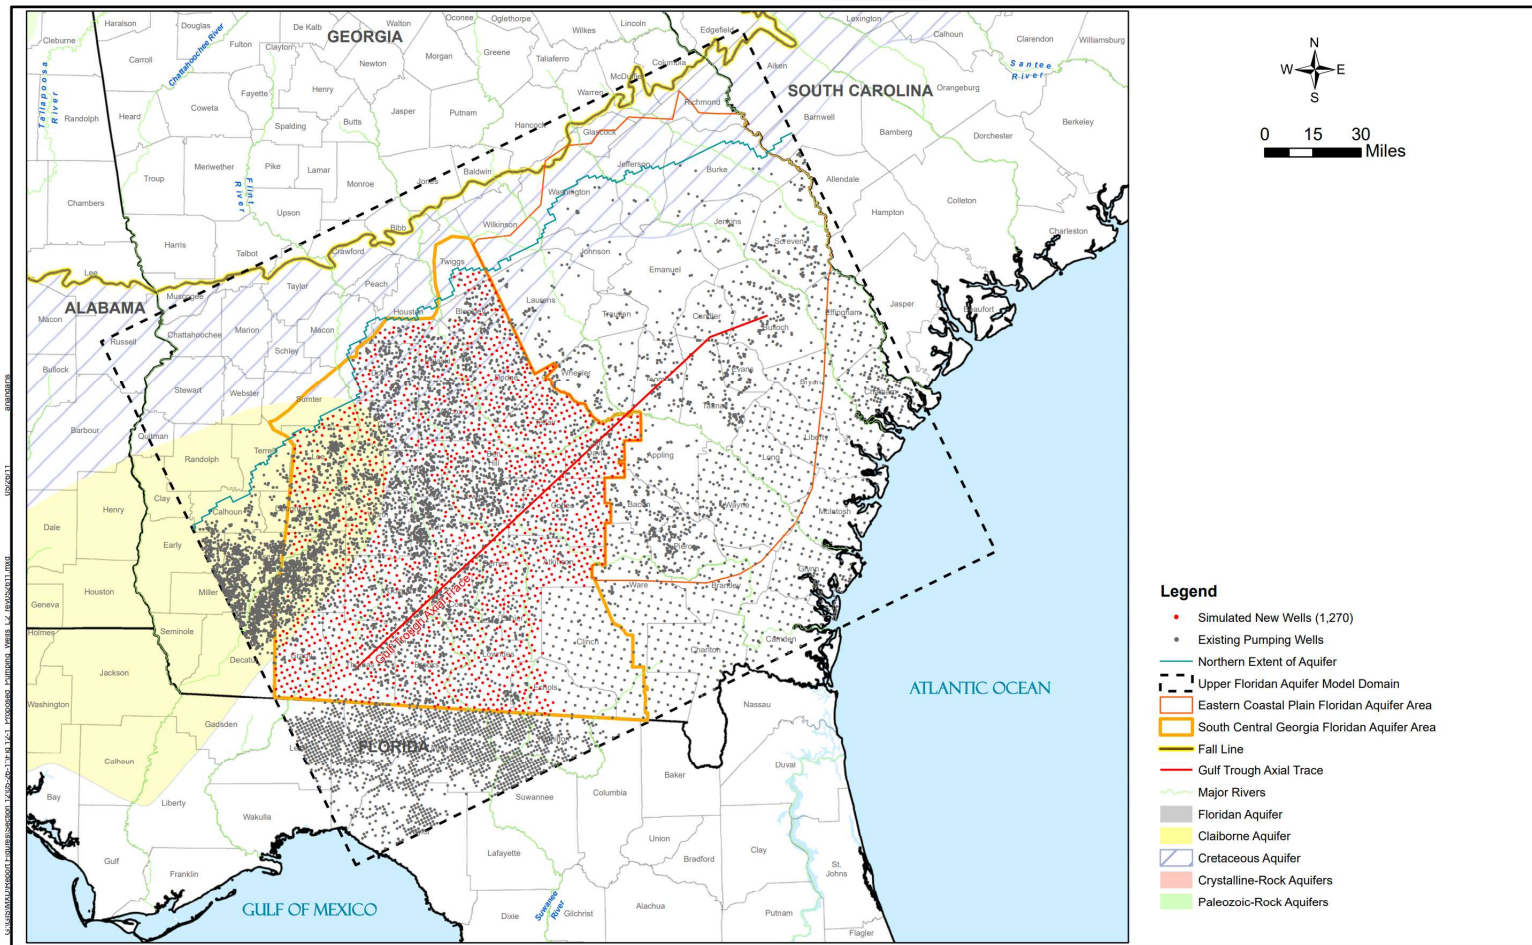 Haralson
Douglas
De Kalb
Walton
Oconee
Oglethorpe
Lincoln
Edgefield
Lexington
Calhoun
Clarendon
Williamsburg
Cleburne
Carroll
Chattahoochee River
Fulton
Clayton
GEORGIA
Newton
Morgan
Greene
Taliaferro
Wilkes
Columbia
McDuffie
Aiken
Santee
River
Orangeburg
SOUTH CAROLINA
Tallapoosa
River
Randolph
Heard
Coweta
Fayette
Henry
Spalding
Butts
Jasper
Putnam
Hancock
Warren
Glascock
Richmond
Barnwell
Bamberg
Dorchester
Berkeley
Troup
Meriwether
Pike
Lamar
Monroe
Jones
Baldwin
Washington
Jefferson
Burke
Allendale
Hampton
Colleton
Charleston
Chambers
Flint
River
Upson
Harris
Talbot
Crawford
Bibb
Twiggs
Wilkinson
Johnson
Emanuel
Jenkins
Screven
Lee
ALABAMA
Muscogee
Taylor
Peach
Houston
Laurens
Treutlen
Candler
Bulloch
Effingham
Jasper
Beaufort
Macon
Russell
Chattahoochee
Marion
Macon
Schley
Bullock
Stewart
Webster
Sumter
Dodge
Wheeler
Evans
Bryan
Chatham
Barbour
Quitman
Randolph
Terrell
Appling
Long
Liberty
Clay
Calhoun
Henry
Dale
Early
Bacon
Wayne
McIntosh
Pierce
Houston
Geneva
Miller
Atkinson
Ware
Brantley
Glynn
Holmes
Seminole
Jackson
Decatur
Clinch
Charlton
Camden
Gulf Trough Axial Trace
Echols
Washington
Gadsden
FLORIDA
Nassau
Calhoun
Bay
Liberty
Wakulla
Gulf
Franklin
Baker
Duval
Columbia
Suwannee
Lafayette
Union
Bradford
Clay
St.
Johns
Dixie
Suwanee
River
Gilchrist
Alachua
Putnam
Flagler
GULF OF MEXICO
ATLANTIC OCEAN
N
W E
S
0 15 30
Miles
Legend
Simulated New Wells (1,270)
Existing Pumping Wells
Northern Extent of Aquifer
Upper Floridan Aquifer Model Domain
Eastern Coastal Plain Floridan Aquifer Area
South Central Georgia Floridan Aquifer Area
Fall Line
Gulf Trough Axial Trace
Major Rivers
Floridan Aquifer
Claiborne Aquifer
Cretaceous Aquifer
Crystalline-Rock Aquifers
Paleozoic-Rock Aquifers